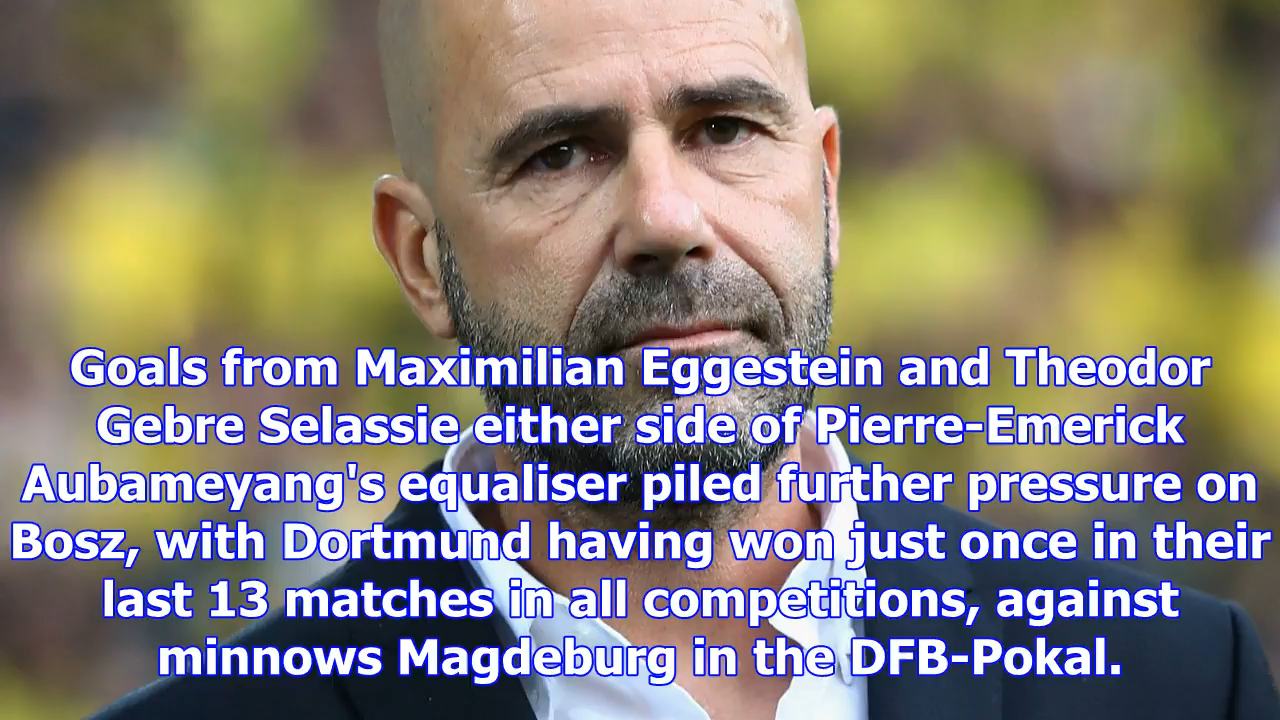 Goals from Maximilian Eggestein and Theodor
Gebre Selassie either side of Pierre-Emerick
Aubameyang's equaliser piled further pressure on
Bosz, with Dortmund having won just once in their
last 13 matches in all competitions, against
minnows Magdeburg in the DFB-Pokal.